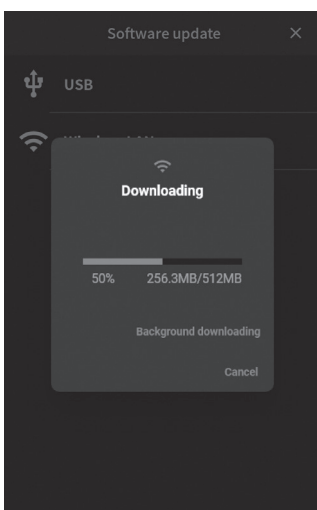 Software update
USB
Downloading
50% 256.3MB/512MB
Background downloading
Cancel